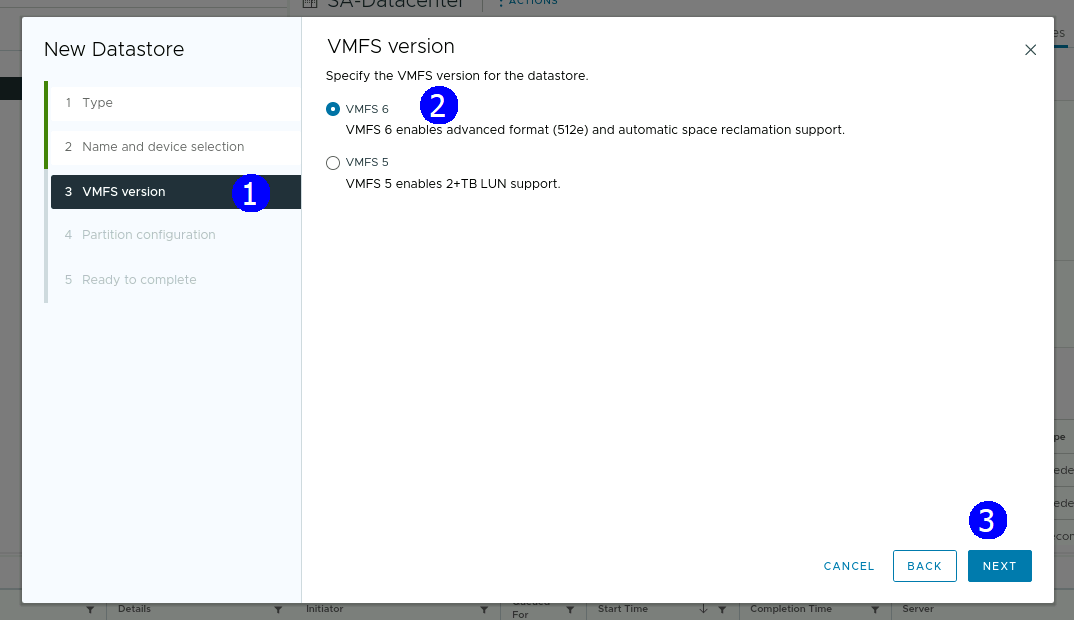 SA-Datacenter
ACTIONS
New Datastore
1 Type
2 Name and device selection
3 VMFS version
1
4 Partition configuration
5 Ready to complete
VMFS version
Specify the VMFS version for the datastore.
VMFS 6
2
VMFS 6 enables advanced format (512e) and automatic space reclamation support.
VMFS 5
VMFS 5 enables 2+TB LUN support.
3
CANCEL
BACK
NEXT
Details
Initiator
Queued
For
Start Time
Completion Time
Server